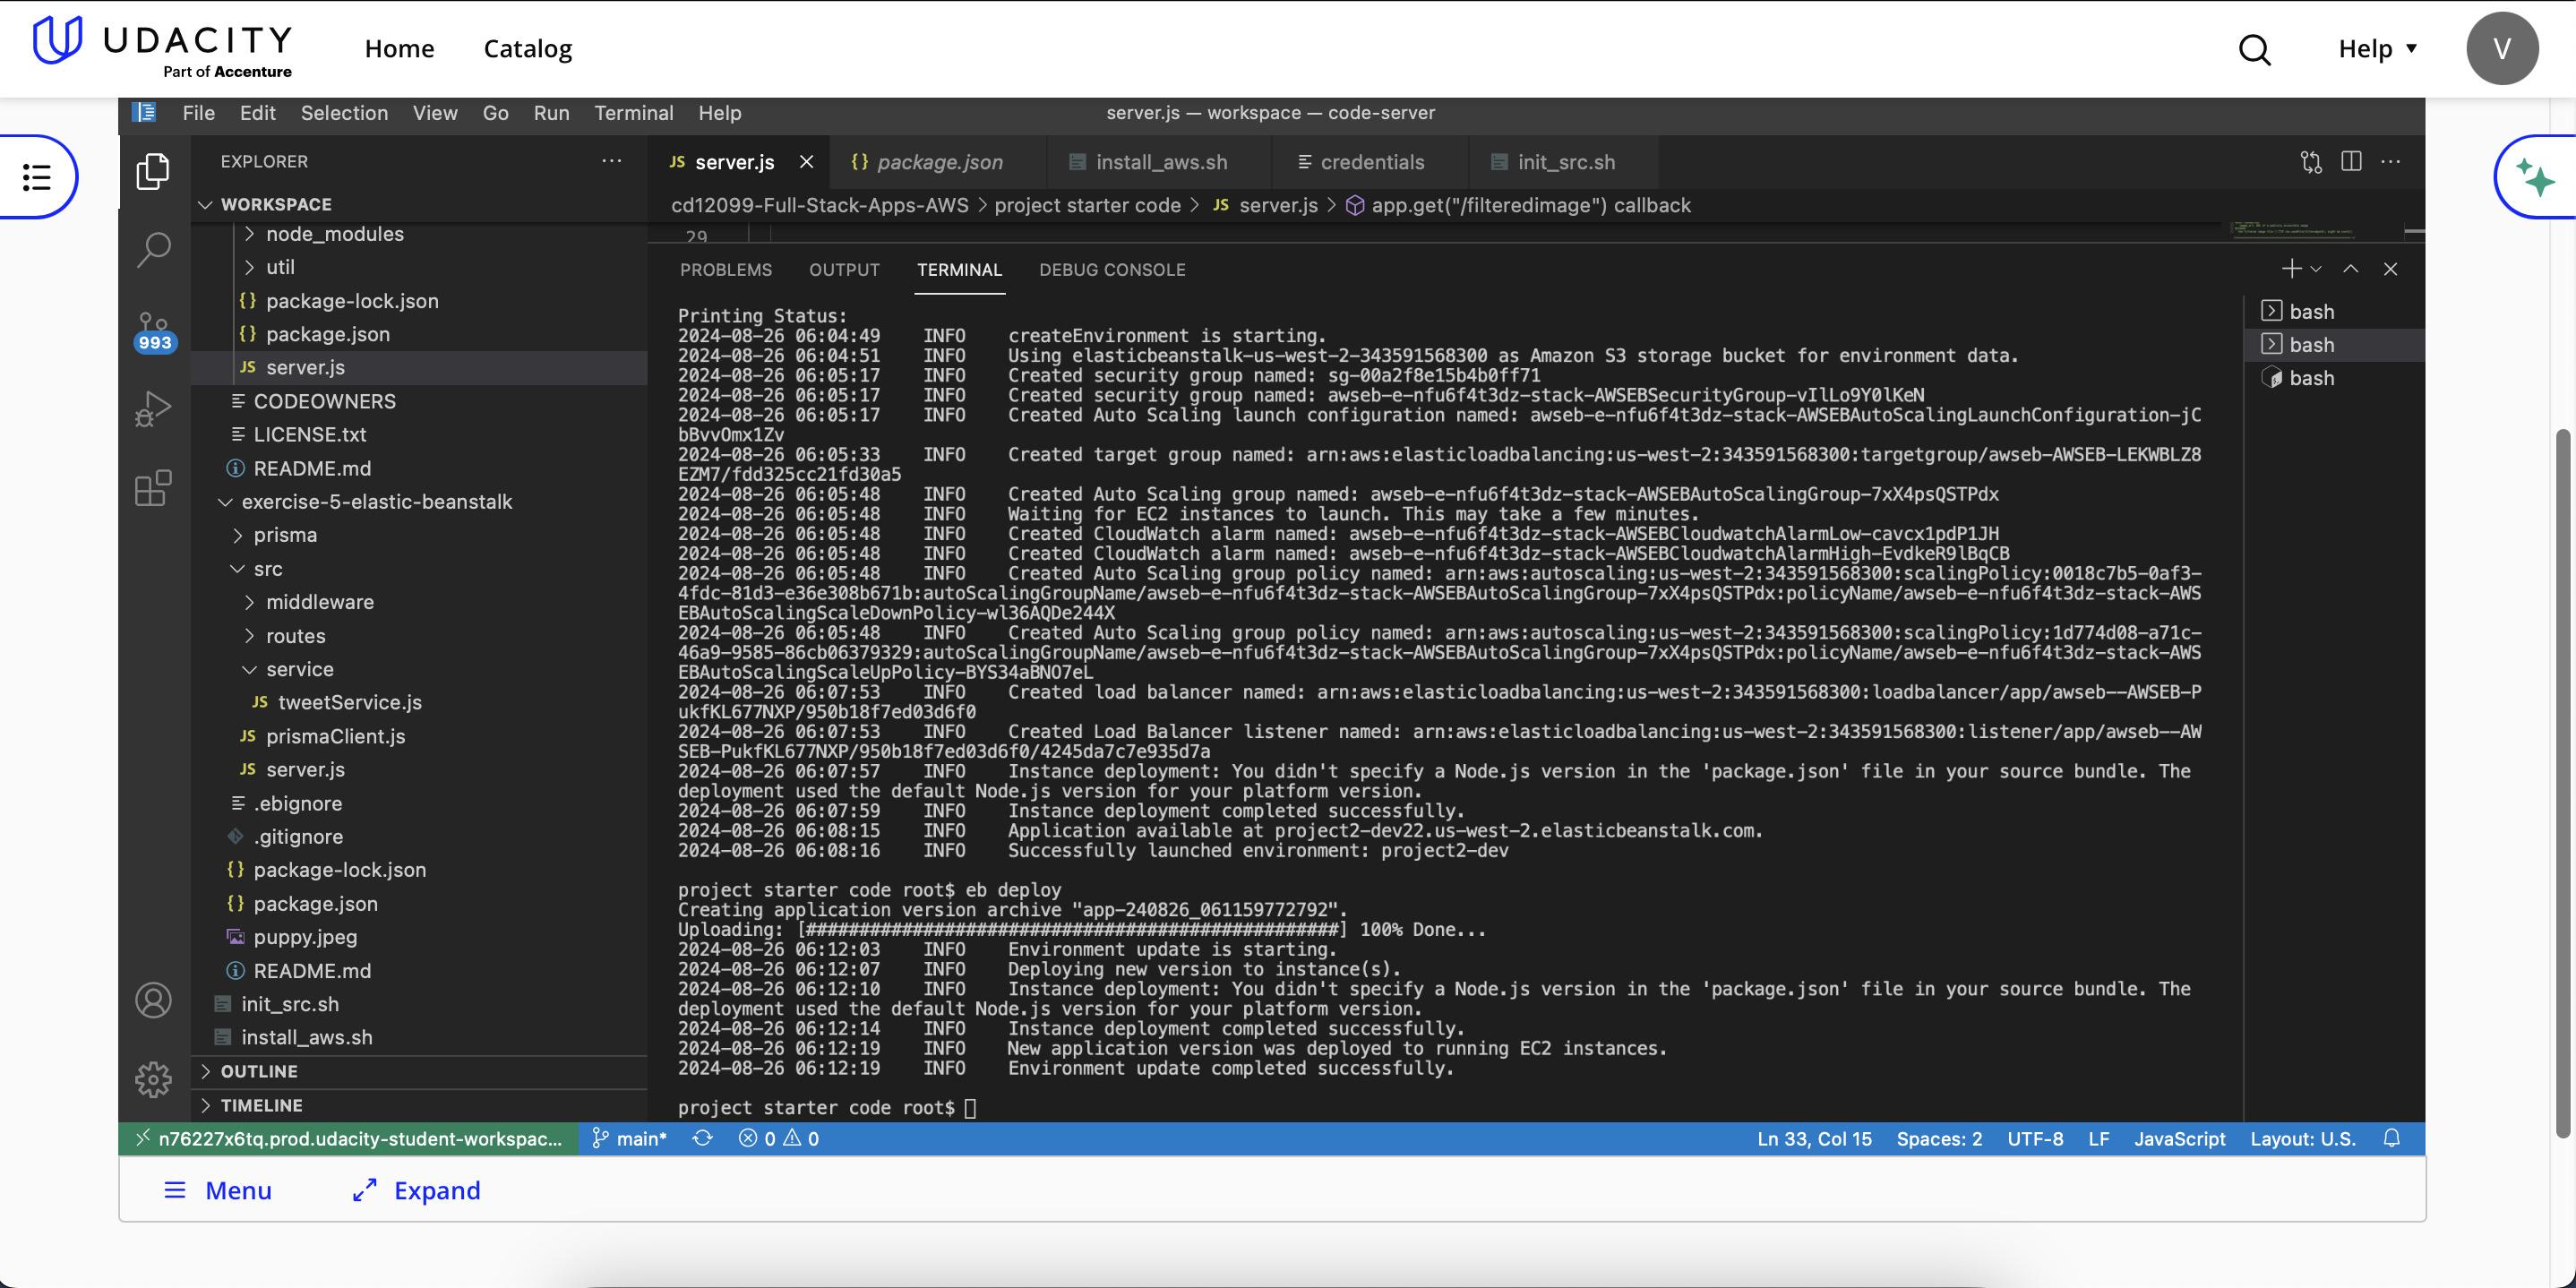 UDACITY
Part of Accenture
Home
Catalog
Help
V
File Edit Selection View Go Run Terminal Help
server.js — workspace — code-server
EXPLORER
WORKSPACE
node_modules
util
package-lock.json
package.json
server.js
CODEOWNERS
LICENSE.txt
README.md
exercise-5-elastic-beanstalk
prisma
src
middleware
routes
service
tweetService.js
prismaClient.js
server.js
.ebignore
.gitignore
package-lock.json
package.json
puppy.jpeg
README.md
init_src.sh
install_aws.sh
OUTLINE
TIMELINE
993
server.js
package.json
install_aws.sh
credentials
init_src.sh
cd12099-Full-Stack-Apps-AWS > project starter code > JS server.js > app.get("/filteredimage") callback
29
PROBLEMS OUTPUT TERMINAL DEBUG CONSOLE
bash
bash
bash
Printing Status:
2024-08-26 06:04:49 INFO createEnvironment is starting.
2024-08-26 06:04:51 INFO Using elasticbeanstalk-us-west-2-343591568300 as Amazon S3 storage bucket for environment data.
2024-08-26 06:05:17 INFO Created security group named: sg-00a2f8e15b4b0ff71
2024-08-26 06:05:17 INFO Created security group named: awseb-e-nfu6f4t3dz-stack-AWSEBSecurityGroup-vIlLo9Y0lKeN
2024-08-26 06:05:17 INFO Created Auto Scaling launch configuration named: awseb-e-nfu6f4t3dz-stack-AWSEBAutoScalingLaunchConfiguration-jC
bBvvOmx1Zv
2024-08-26 06:05:33 INFO Created target group named: arn:aws:elasticloadbalancing:us-west-2:343591568300:targetgroup/awseb-AWSEB-LEKWBLZ8
EZM7/fdd325cc21fd30a5
2024-08-26 06:05:48 INFO Created Auto Scaling group named: awseb-e-nfu6f4t3dz-stack-AWSEBAutoScalingGroup-7xX4psQSTPdx
2024-08-26 06:05:48 INFO Waiting for EC2 instances to launch. This may take a few minutes.
2024-08-26 06:05:48 INFO Created CloudWatch alarm named: awseb-e-nfu6f4t3dz-stack-AWSEBCloudwatchAlarmLow-cavcx1pdP1JH
2024-08-26 06:05:48 INFO Created CloudWatch alarm named: awseb-e-nfu6f4t3dz-stack-AWSEBCloudwatchAlarmHigh-EvdkeR9lBqCB
2024-08-26 06:05:48 INFO Created Auto Scaling group policy named: arn:aws:autoscaling:us-west-2:343591568300:scalingPolicy:0018c7b5-0af3-
4fdc-81d3-e36e308b671b:autoScalingGroupName/awseb-e-nfu6f4t3dz-stack-AWSEBAutoScalingGroup-7xX4psQSTPdx:policyName/awseb-e-nfu6f4t3dz-stack-AWS
EBAutoScalingScaleDownPolicy-wl36AQDe244X
2024-08-26 06:05:48 INFO Created Auto Scaling group policy named: arn:aws:autoscaling:us-west-2:343591568300:scalingPolicy:1d774d08-a71c-
46a9-9585-86cb06379329:autoScalingGroupName/awseb-e-nfu6f4t3dz-stack-AWSEBAutoScalingGroup-7xX4psQSTPdx:policyName/awseb-e-nfu6f4t3dz-stack-AWS
EBAutoScalingScaleUpPolicy-BYS34aBNO7eL
2024-08-26 06:07:53 INFO Created load balancer named: arn:aws:elasticloadbalancing:us-west-2:343591568300:loadbalancer/app/awseb--AWSEB-P
ukfKL677NXP/950b18f7ed03d6f0
2024-08-26 06:07:53 INFO Created Load Balancer listener named: arn:aws:elasticloadbalancing:us-west-2:343591568300:listener/app/awseb--AW
SEB-PukfKL677NXP/950b18f7ed03d6f0/4245da7c7e935d7a
2024-08-26 06:07:57 INFO Instance deployment: You didn't specify a Node.js version in the 'package.json' file in your source bundle. The
deployment used the default Node.js version for your platform version.
2024-08-26 06:07:59 INFO Instance deployment completed successfully.
2024-08-26 06:08:15 INFO Application available at project2-dev22.us-west-2.elasticbeanstalk.com.
2024-08-26 06:08:16 INFO Successfully launched environment: project2-dev
project starter code root$ eb deploy
Creating application version archive "app-240826_061159772792".
Uploading: [##################################################] 100% Done...
2024-08-26 06:12:03 INFO Environment update is starting.
2024-08-26 06:12:07 INFO Deploying new version to instance(s).
2024-08-26 06:12:10 INFO Instance deployment: You didn't specify a Node.js version in the 'package.json' file in your source bundle. The
deployment used the default Node.js version for your platform version.
2024-08-26 06:12:14 INFO Instance deployment completed successfully.
2024-08-26 06:12:19 INFO New application version was deployed to running EC2 instances.
2024-08-26 06:12:19 INFO Environment update completed successfully.
project starter code root$
n76227x6tq.prod.udacity-student-workspac... main* 0 0 Ln 33, Col 15 Spaces: 2 UTF-8 LF JavaScript Layout: U.S.
Menu
Expand